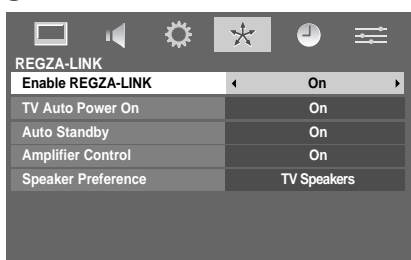 REGZA-LINK
Enable REGZA-LINK On
TV Auto Power On On
Auto Standby On
Amplifier Control On
Speaker Preference TV Speakers